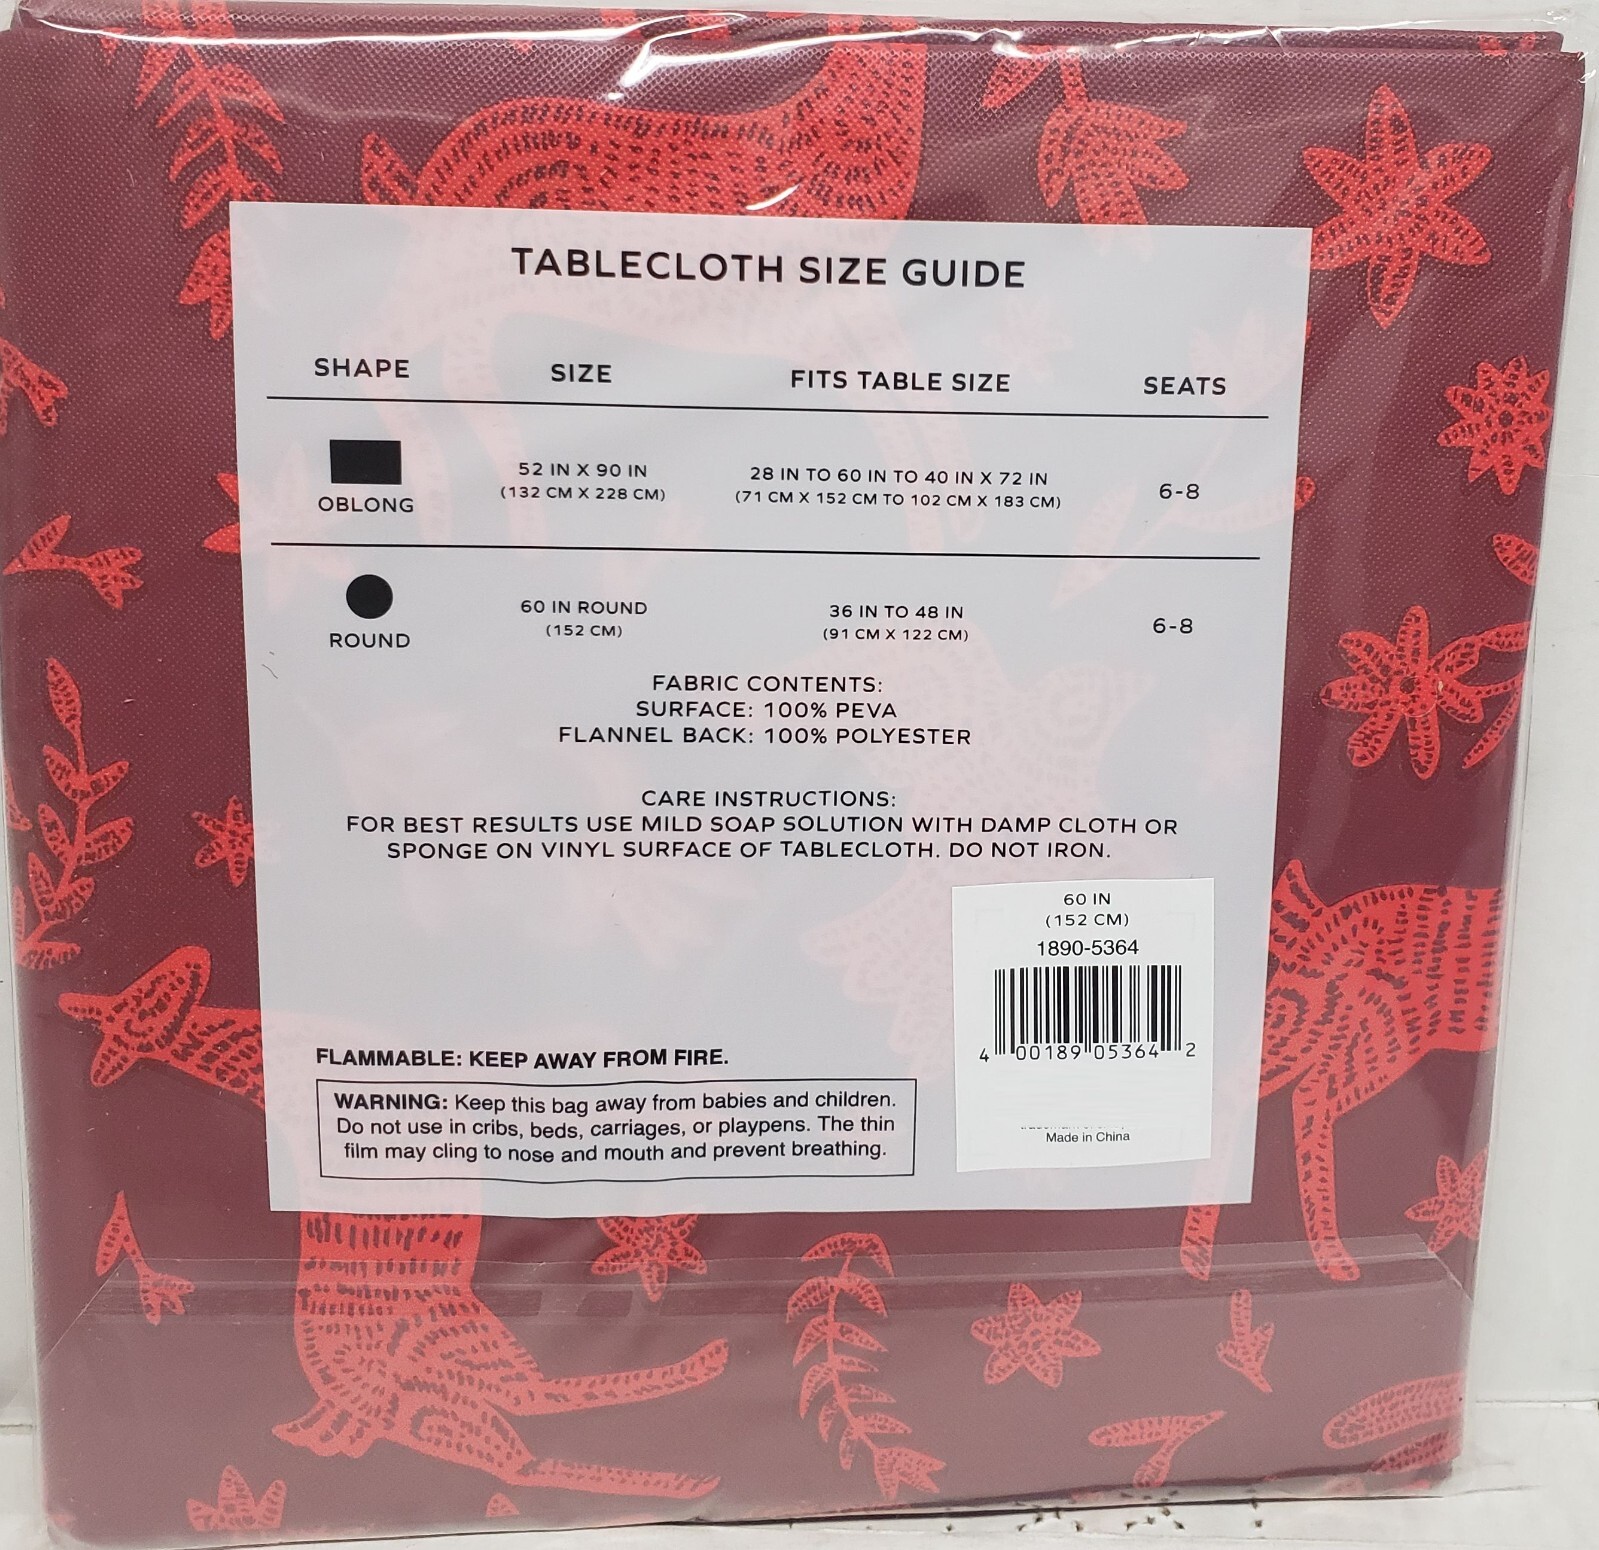 TABLECLOTH SIZE GUIDE
SHAPE SIZE FITS TABLE SIZE SEATS
OBLONG 52 IN X 90 IN 28 IN TO 60 IN TO 40 IN X 72 IN 6-8
(132 CM X 228 CM) (71 CM X 152 CM TO 102 CM X 183 CM)
ROUND 60 IN ROUND 36 IN TO 48 IN 6-8
(152 CM) (91 CM X 122 CM)
FABRIC CONTENTS:
SURFACE: 100% PEVA
FLANNEL BACK: 100% POLYESTER
CARE INSTRUCTIONS:
FOR BEST RESULTS USE MILD SOAP SOLUTION WITH DAMP CLOTH OR
SPONGE ON VINYL SURFACE OF TABLECLOTH. DO NOT IRON.
60 IN
(152 CM)
1890-5364
4 00189 05364 2
Made in China
FLAMMABLE: KEEP AWAY FROM FIRE.
WARNING: Keep this bag away from babies and children.
Do not use in cribs, beds, carriages, or playpens. The thin
film may cling to nose and mouth and prevent breathing.